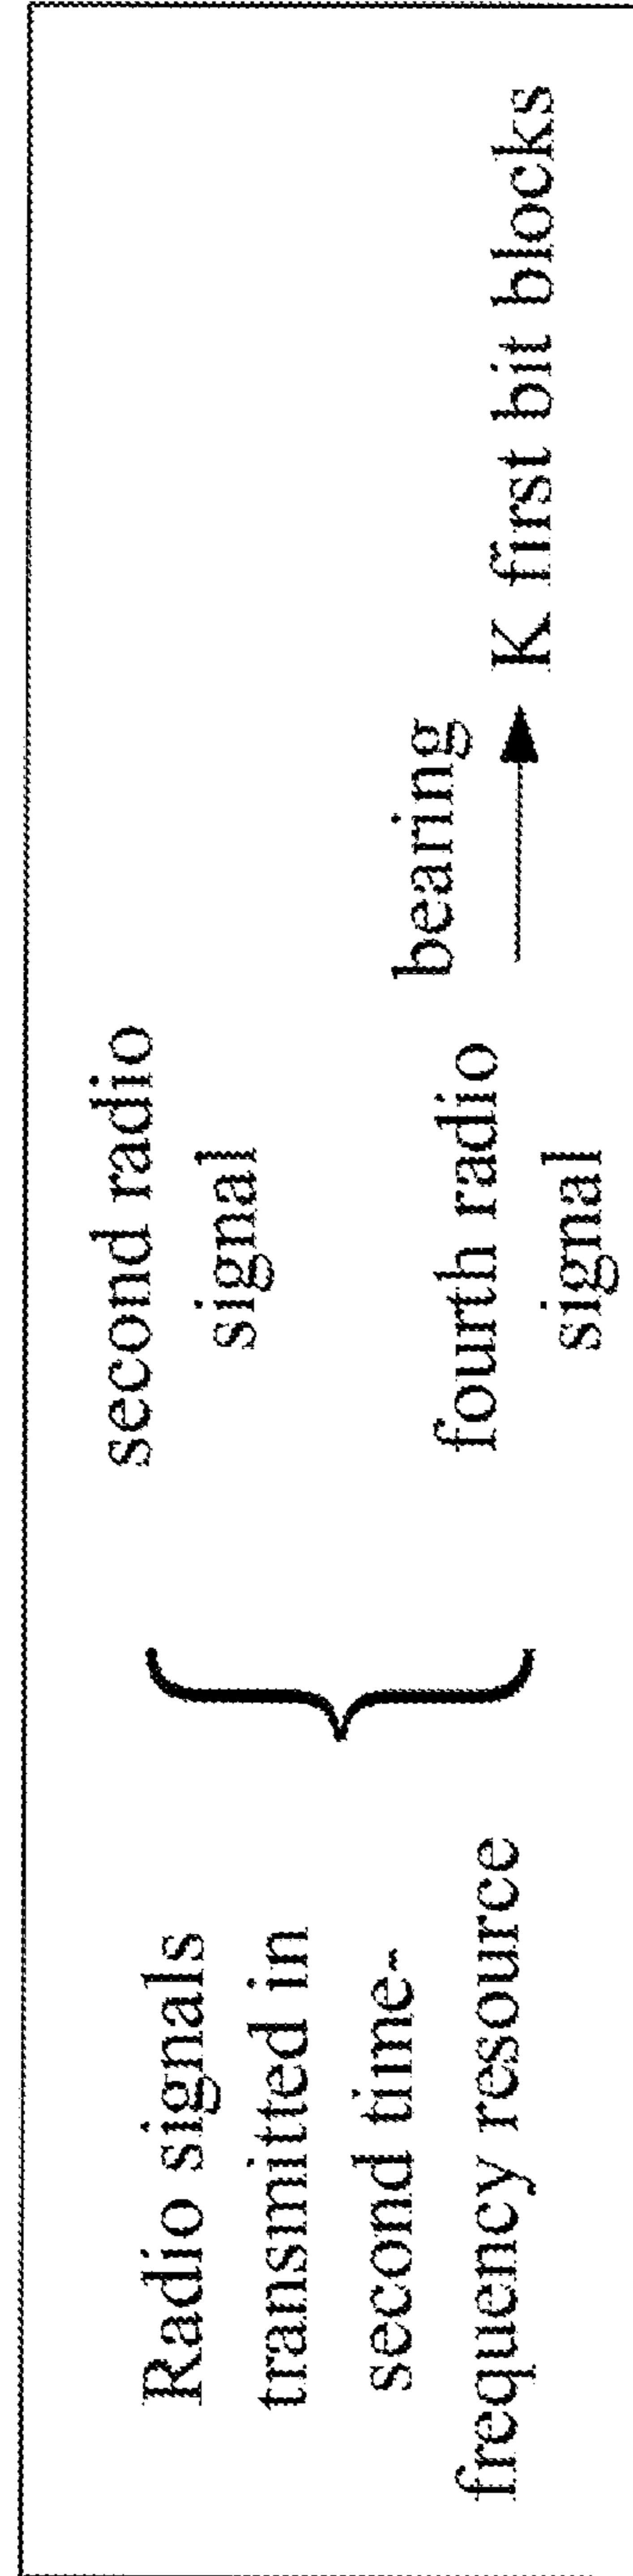 Radio signals
transmitted in
second time-
frequency resource
second radio
signal
fourth radio
signal
bearing
K first bit blocks